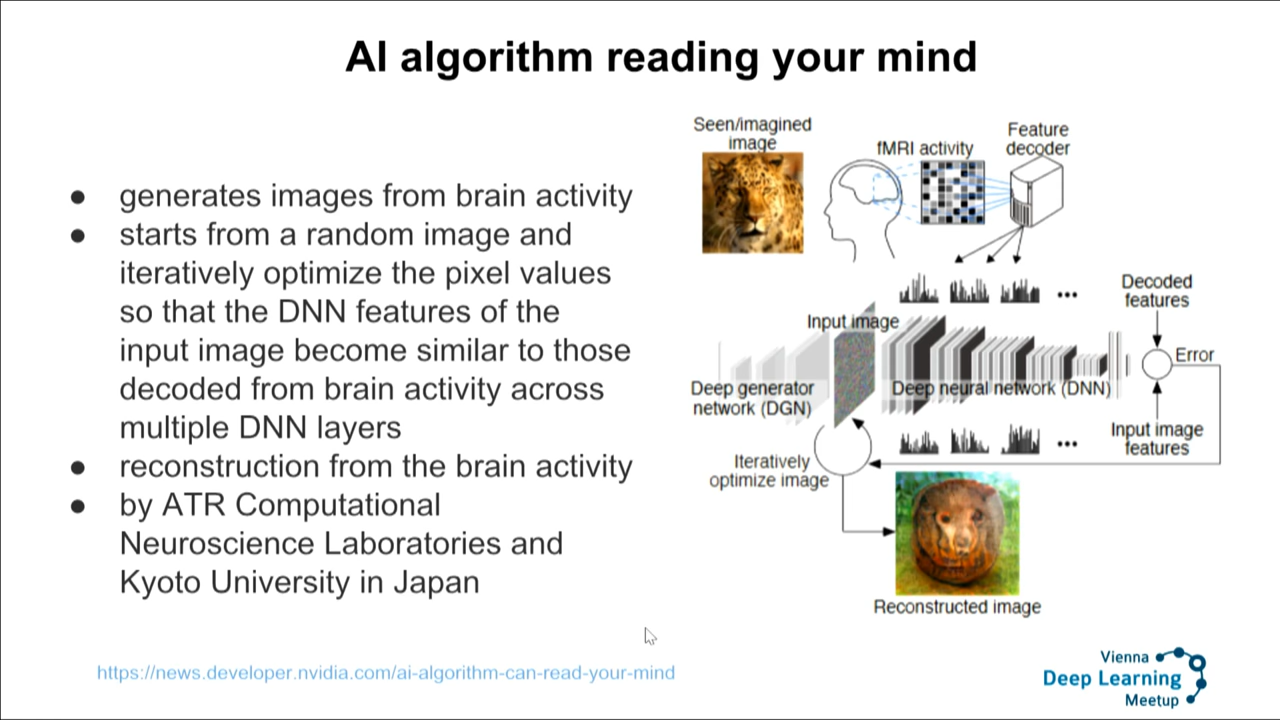 AI algorithm reading your mind
● generates images from brain activity
● starts from a random image and
iteratively optimize the pixel values
so that the DNN features of the
input image become similar to those
decoded from brain activity across
multiple DNN layers
● reconstruction from the brain activity
● by ATR Computational
Neuroscience Laboratories and
Kyoto University in Japan
Seen/imagined
image
fMRI activity
Feature
decoder
Decoded
features
Input image
Error
Deep generator
network (DGN)
Deep neural network (DNN)
Input image
features
Iteratively
optimize image
Reconstructed image
https://news.developer.nvidia.com/ai-algorithm-can-read-your-mind
Vienna
Deep Learning
Meetup